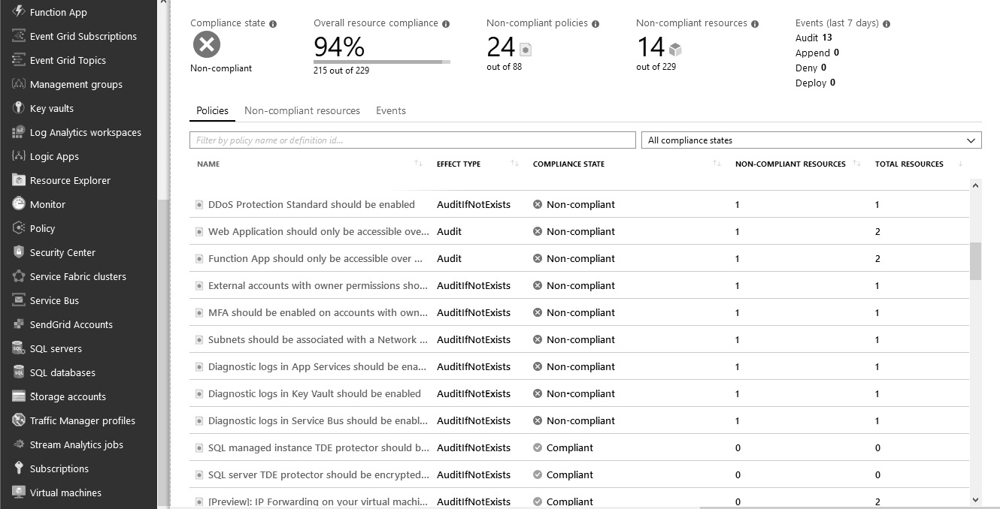 Function App
Event Grid Subscriptions
Event Grid Topics
Management groups
Key vaults
Log Analytics workspaces
Logic Apps
Resource Explorer
Monitor
Policy
Security Center
Service Fabric clusters
Service Bus
SendGrid Accounts
SQL servers
SQL databases
Storage accounts
Traffic Manager profiles
Stream Analytics jobs
Subscriptions
Virtual machines
Compliance state
Non-compliant
Overall resource compliance
94%
215 out of 229
Non-compliant policies
24
out of 88
Non-compliant resources
14
out of 229
Events (last 7 days)
Audit 13
Append 0
Deny 0
Deploy 0
Policies Non-compliant resources Events
Filter by policy name or definition id... All compliance states
NAME EFFECT TYPE COMPLIANCE STATE NON-COMPLIANT RESOURCES TOTAL RESOURCES
DDoS Protection Standard should be enabled AuditIfNotExists Non-compliant 1 1
Web Application should only be accessible ove... Audit Non-compliant 1 2
Function App should only be accessible over ... Audit Non-compliant 1 2
External accounts with owner permissions sho... AuditIfNotExists Non-compliant 1 1
MFA should be enabled on accounts with own... AuditIfNotExists Non-compliant 1 1
Subnets should be associated with a Network ... AuditIfNotExists Non-compliant 1 1
Diagnostic logs in App Services should be ena... AuditIfNotExists Non-compliant 1 1
Diagnostic logs in Key Vault should be enabled AuditIfNotExists Non-compliant 1 1
Diagnostic logs in Service Bus should be enabl... AuditIfNotExists Non-compliant 1 1
SQL managed instance TDE protector should b... AuditIfNotExists Compliant 0 0
SQL server TDE protector should be encrypted... AuditIfNotExists Compliant 0 0
[Preview]: IP Forwarding on your virtual machi... AuditIfNotExists Compliant 0 2